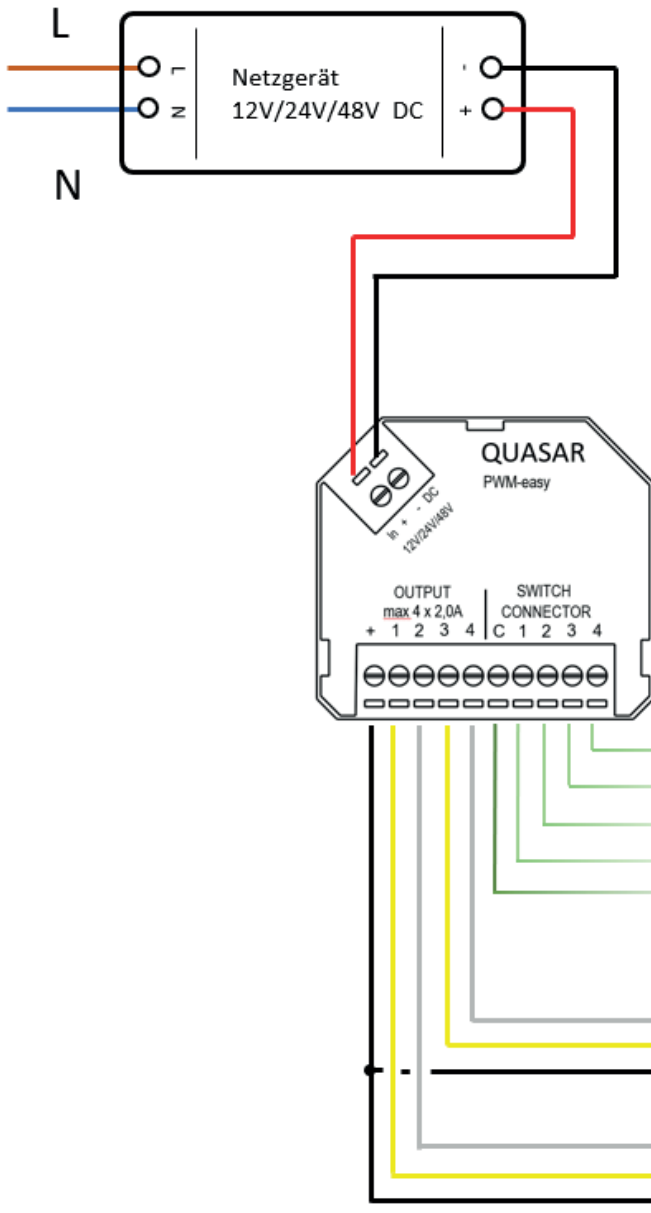 L
L
N
Netzgerät
12V/24V/48V DC
-
+
N
QUASAR
PWM-easy
In + - DC
12V/24V/48V
OUTPUT
max 4 x 2,0A
SWITCH
CONNECTOR
+ 1 2 3 4 C 1 2 3 4